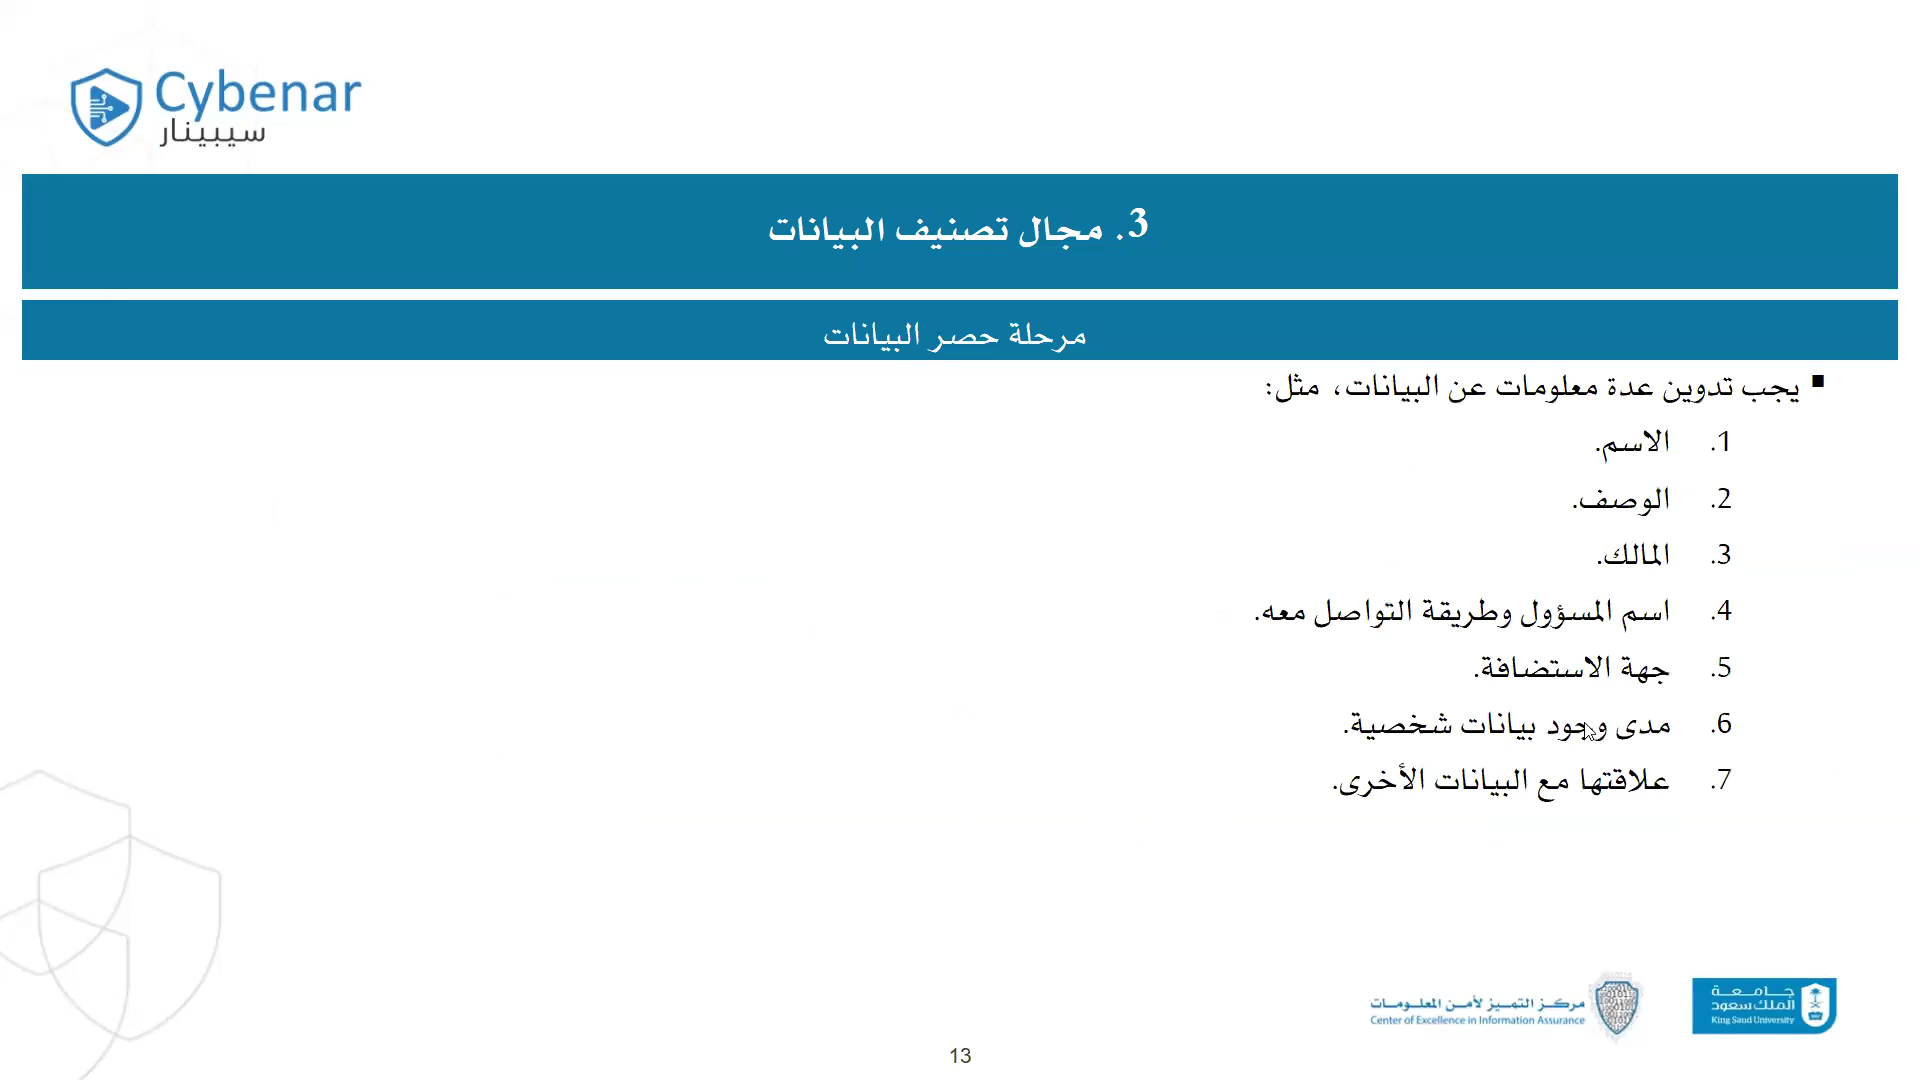 Cybenar
سيبينار
3. مجال تصنيف البيانات
مرحلة حصر البيانات
▪ يجب تدوين عدة معلومات عن البيانات، مثل:
1. الاسم.
2. الوصف.
3. المالك.
4. اسم المسؤول وطريقة التواصل معه.
5. جهة الاستضافة.
6. مدى وجود بيانات شخصية.
7. علاقتها مع البيانات الأخرى.
مركز التميز لأمن المعلومات
Center of Excellence in Information Assurance
جامعة
الملك سعود
King Saud University
13